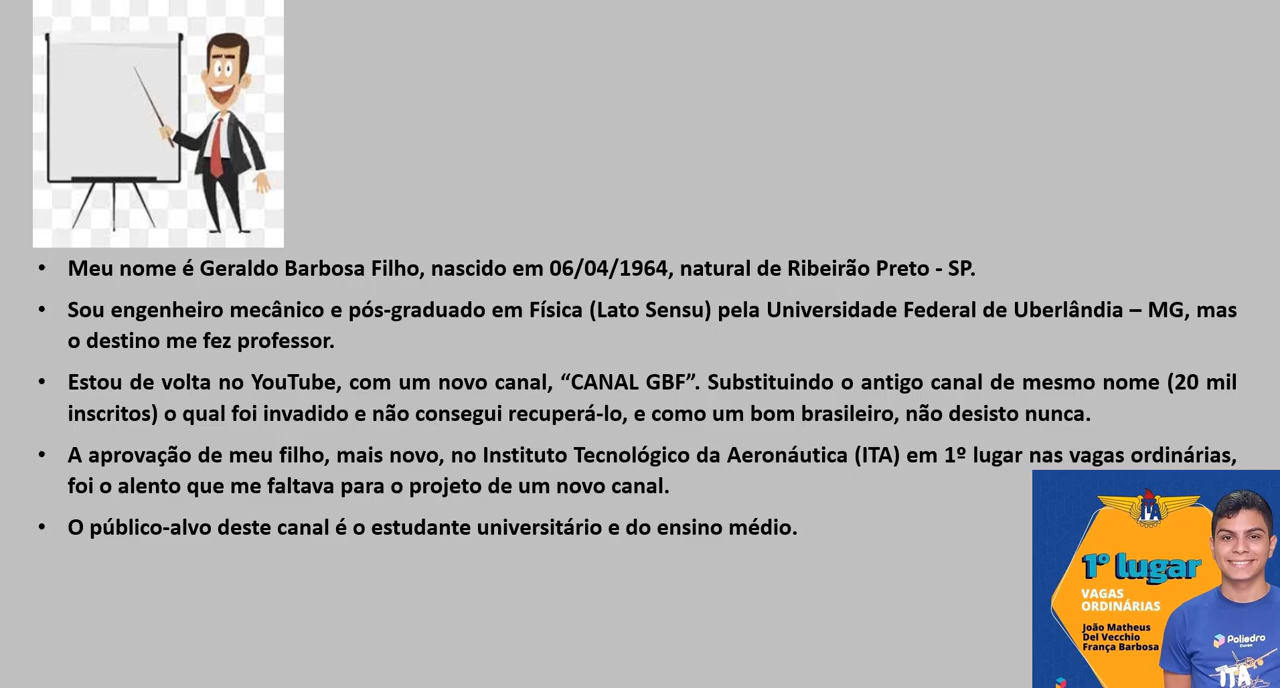 • Meu nome é Geraldo Barbosa Filho, nascido em 06/04/1964, natural de Ribeirão Preto - SP.
• Sou engenheiro mecânico e pós-graduado em Física (Lato Sensu) pela Universidade Federal de Uberlândia – MG, mas
o destino me fez professor.
• Estou de volta no YouTube, com um novo canal, “CANAL GBF”. Substituindo o antigo canal de mesmo nome (20 mil
inscritos) o qual foi invadido e não consegui recuperá-lo, e como um bom brasileiro, não desisto nunca.
• A aprovação de meu filho, mais novo, no Instituto Tecnológico da Aeronáutica (ITA) em 1º lugar nas vagas ordinárias,
foi o alento que me faltava para o projeto de um novo canal.
• O público-alvo deste canal é o estudante universitário e do ensino médio.
ITA
1º lugar
VAGAS
ORDINÁRIAS
João Matheus
Del Vecchio
França Barbosa
Poliedro
Curso
ITA